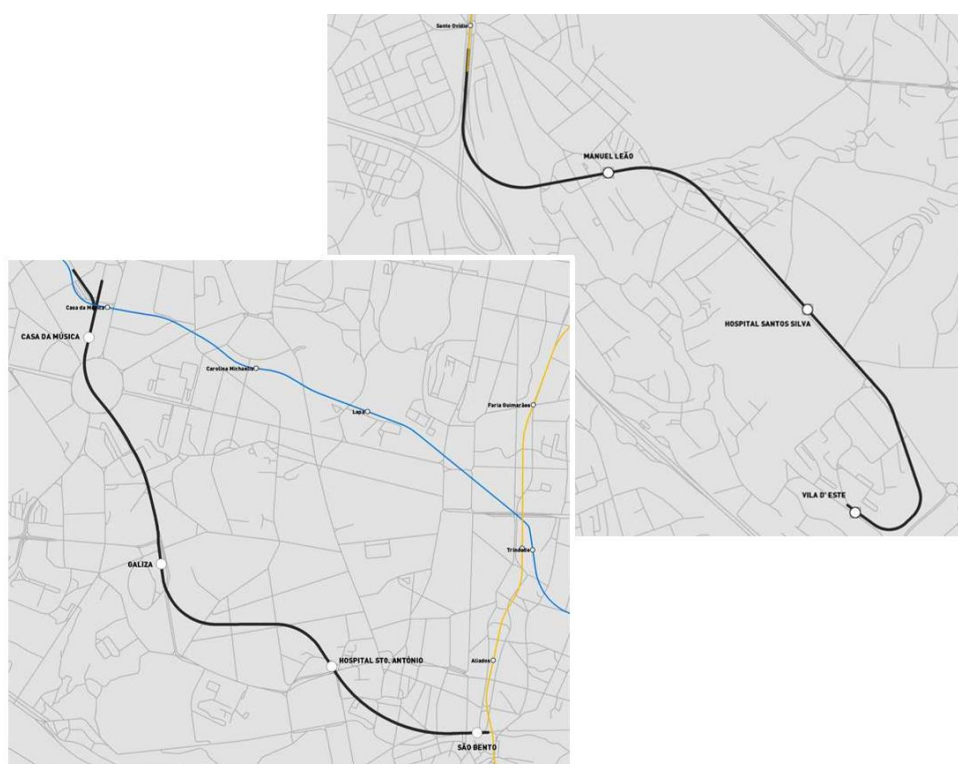 Santo Ovídio
MANUEL LEÃO
HOSPITAL SANTOS SILVA
VILA D' ESTE
Casa da Música
CASA DA MÚSICA
Carolina Michaelis
Lapa
Faria Guimarães
Trindade
GALIZA
HOSPITAL STO. ANTÓNIO
Aliados
SÃO BENTO